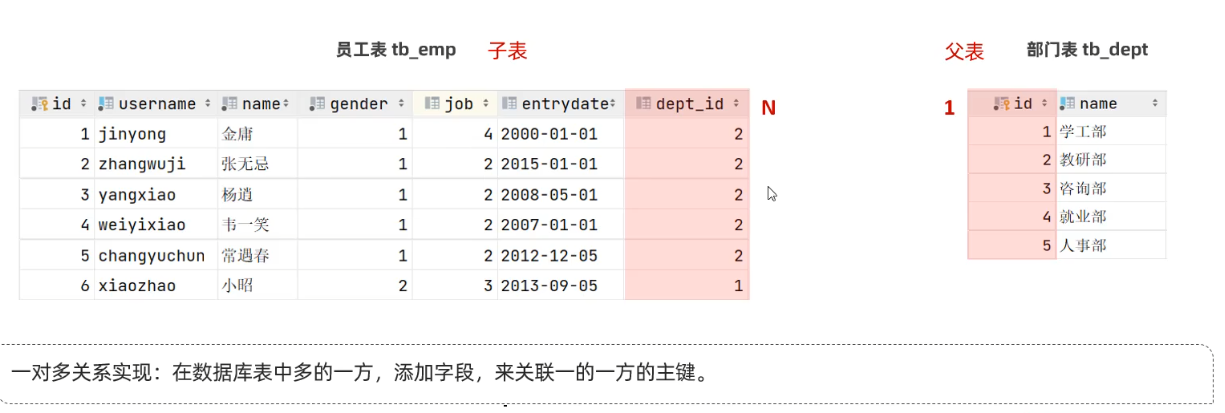 员工表 tb_emp 子表
父表 部门表 tb_dept
id username name gender job entrydate dept_id
1 jinyong 金庸 1 4 2000-01-01 2
2 zhangwuji 张无忌 1 2 2015-01-01 2
3 yangxiao 杨逍 1 2 2008-05-01 2
4 weiyixiao 韦一笑 1 2 2007-01-01 2
5 changyuchun 常遇春 1 2 2012-12-05 2
6 xiaozhao 小昭 2 3 2013-09-05 1
N
1
id name
1 学工部
2 教研部
3 咨询部
4 就业部
5 人事部
一对多关系实现：在数据库表中多的一方，添加字段，来关联一的一方的主键。